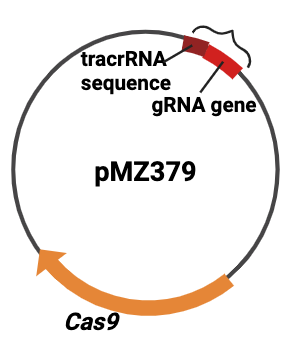 tracrRNA
sequence
gRNA gene
pMZ379
Cas9